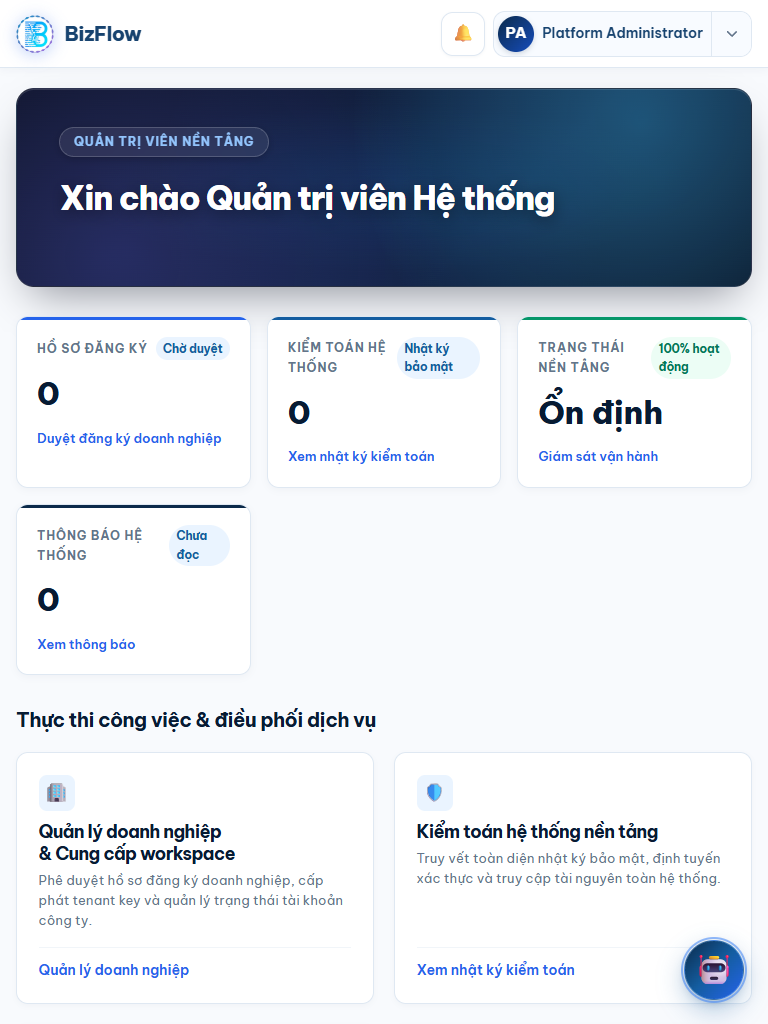 BizFlow
PA Platform Administrator
QUẢN TRỊ VIÊN NỀN TẢNG
Xin chào Quản trị viên Hệ thống
HỒ SƠ ĐĂNG KÝ
Chờ duyệt
0
Duyệt đăng ký doanh nghiệp
KIỂM TOÁN HỆ
THỐNG
Nhật ký
bảo mật
0
Xem nhật ký kiểm toán
TRẠNG THÁI
NỀN TẢNG
100% hoạt
động
Ổn định
Giám sát vận hành
THÔNG BÁO HỆ
THỐNG
Chưa
đọc
0
Xem thông báo
Thực thi công việc & điều phối dịch vụ
Quản lý doanh nghiệp
& Cung cấp workspace
Phê duyệt hồ sơ đăng ký doanh nghiệp, cấp
phát tenant key và quản lý trạng thái tài khoản
công ty.
Quản lý doanh nghiệp
Kiểm toán hệ thống nền tảng
Truy vết toàn diện nhật ký bảo mật, định tuyến
xác thực và truy cập tài nguyên toàn hệ thống.
Xem nhật ký kiểm toán